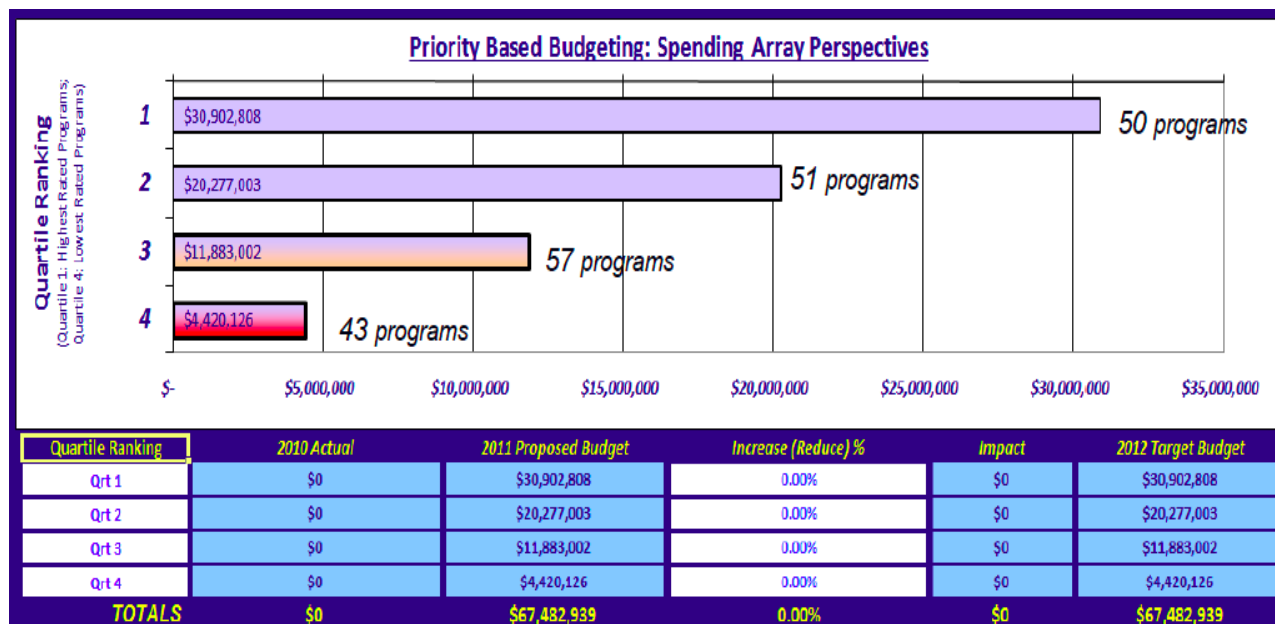 Priority Based Budgeting: Spending Array Perspectives
Quartile Ranking
(Quartile 1: Highest Rated Programs;
Quartile 4: Lowest Rated Programs)
1
$30,902,808
50 programs
2
$20,277,003
51 programs
3
$11,883,002
57 programs
4
$4,420,126
43 programs
$- $5,000,000 $10,000,000 $15,000,000 $20,000,000 $25,000,000 $30,000,000 $35,000,000
Quartile Ranking 2010 Actual 2011 Proposed Budget Increase (Reduce) % Impact 2012 Target Budget
Qrt 1 $0 $30,902,808 0.00% $0 $30,902,808
Qrt 2 $0 $20,277,003 0.00% $0 $20,277,003
Qrt 3 $0 $11,883,002 0.00% $0 $11,883,002
Qrt 4 $0 $4,420,126 0.00% $0 $4,420,126
TOTALS $0 $67,482,939 0.00% $0 $67,482,939